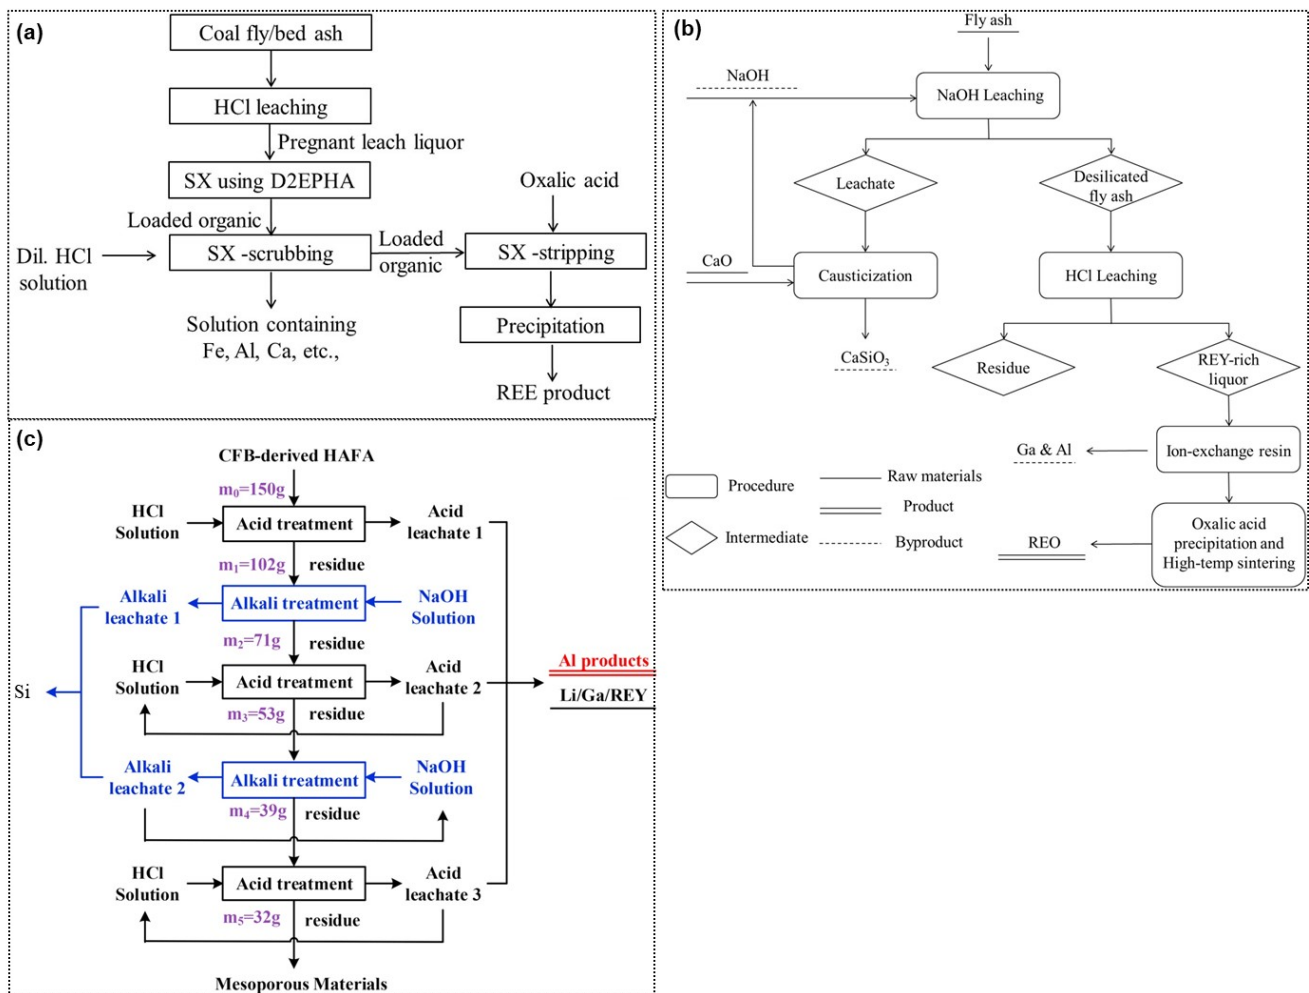 (a)
Coal fly/bed ash
HCl leaching
Pregnant leach liquor
SX using D2EPHA
Oxalic acid
Loaded organic
Dil. HCl
solution
SX -scrubbing
Loaded
organic
SX -stripping
Solution containing
Fe, Al, Ca, etc.,
Precipitation
REE product
(b)
Fly ash
NaOH
NaOH Leaching
Leachate
Desilicated
fly ash
CaO
Causticization
HCl Leaching
CaSiO₃
Residue
REY-rich
liquor
Ga & Al
Ion-exchange resin
Procedure
Raw materials
Product
Intermediate
Byproduct
REO
Oxalic acid
precipitation and
High-temp sintering
(c)
CFB-derived HAFA
m₀=150g
HCl
Solution
Acid treatment
Acid
leachate 1
m₁=102g
residue
Alkali
leachate 1
Alkali treatment
NaOH
Solution
m₂=71g
residue
HCl
Solution
Acid treatment
Acid
leachate 2
Al products
Li/Ga/REY
Si
m₃=53g
residue
Alkali
leachate 2
Alkali treatment
NaOH
Solution
m₄=39g
residue
HCl
Solution
Acid treatment
Acid
leachate 3
m₅=32g
residue
Mesoporous Materials